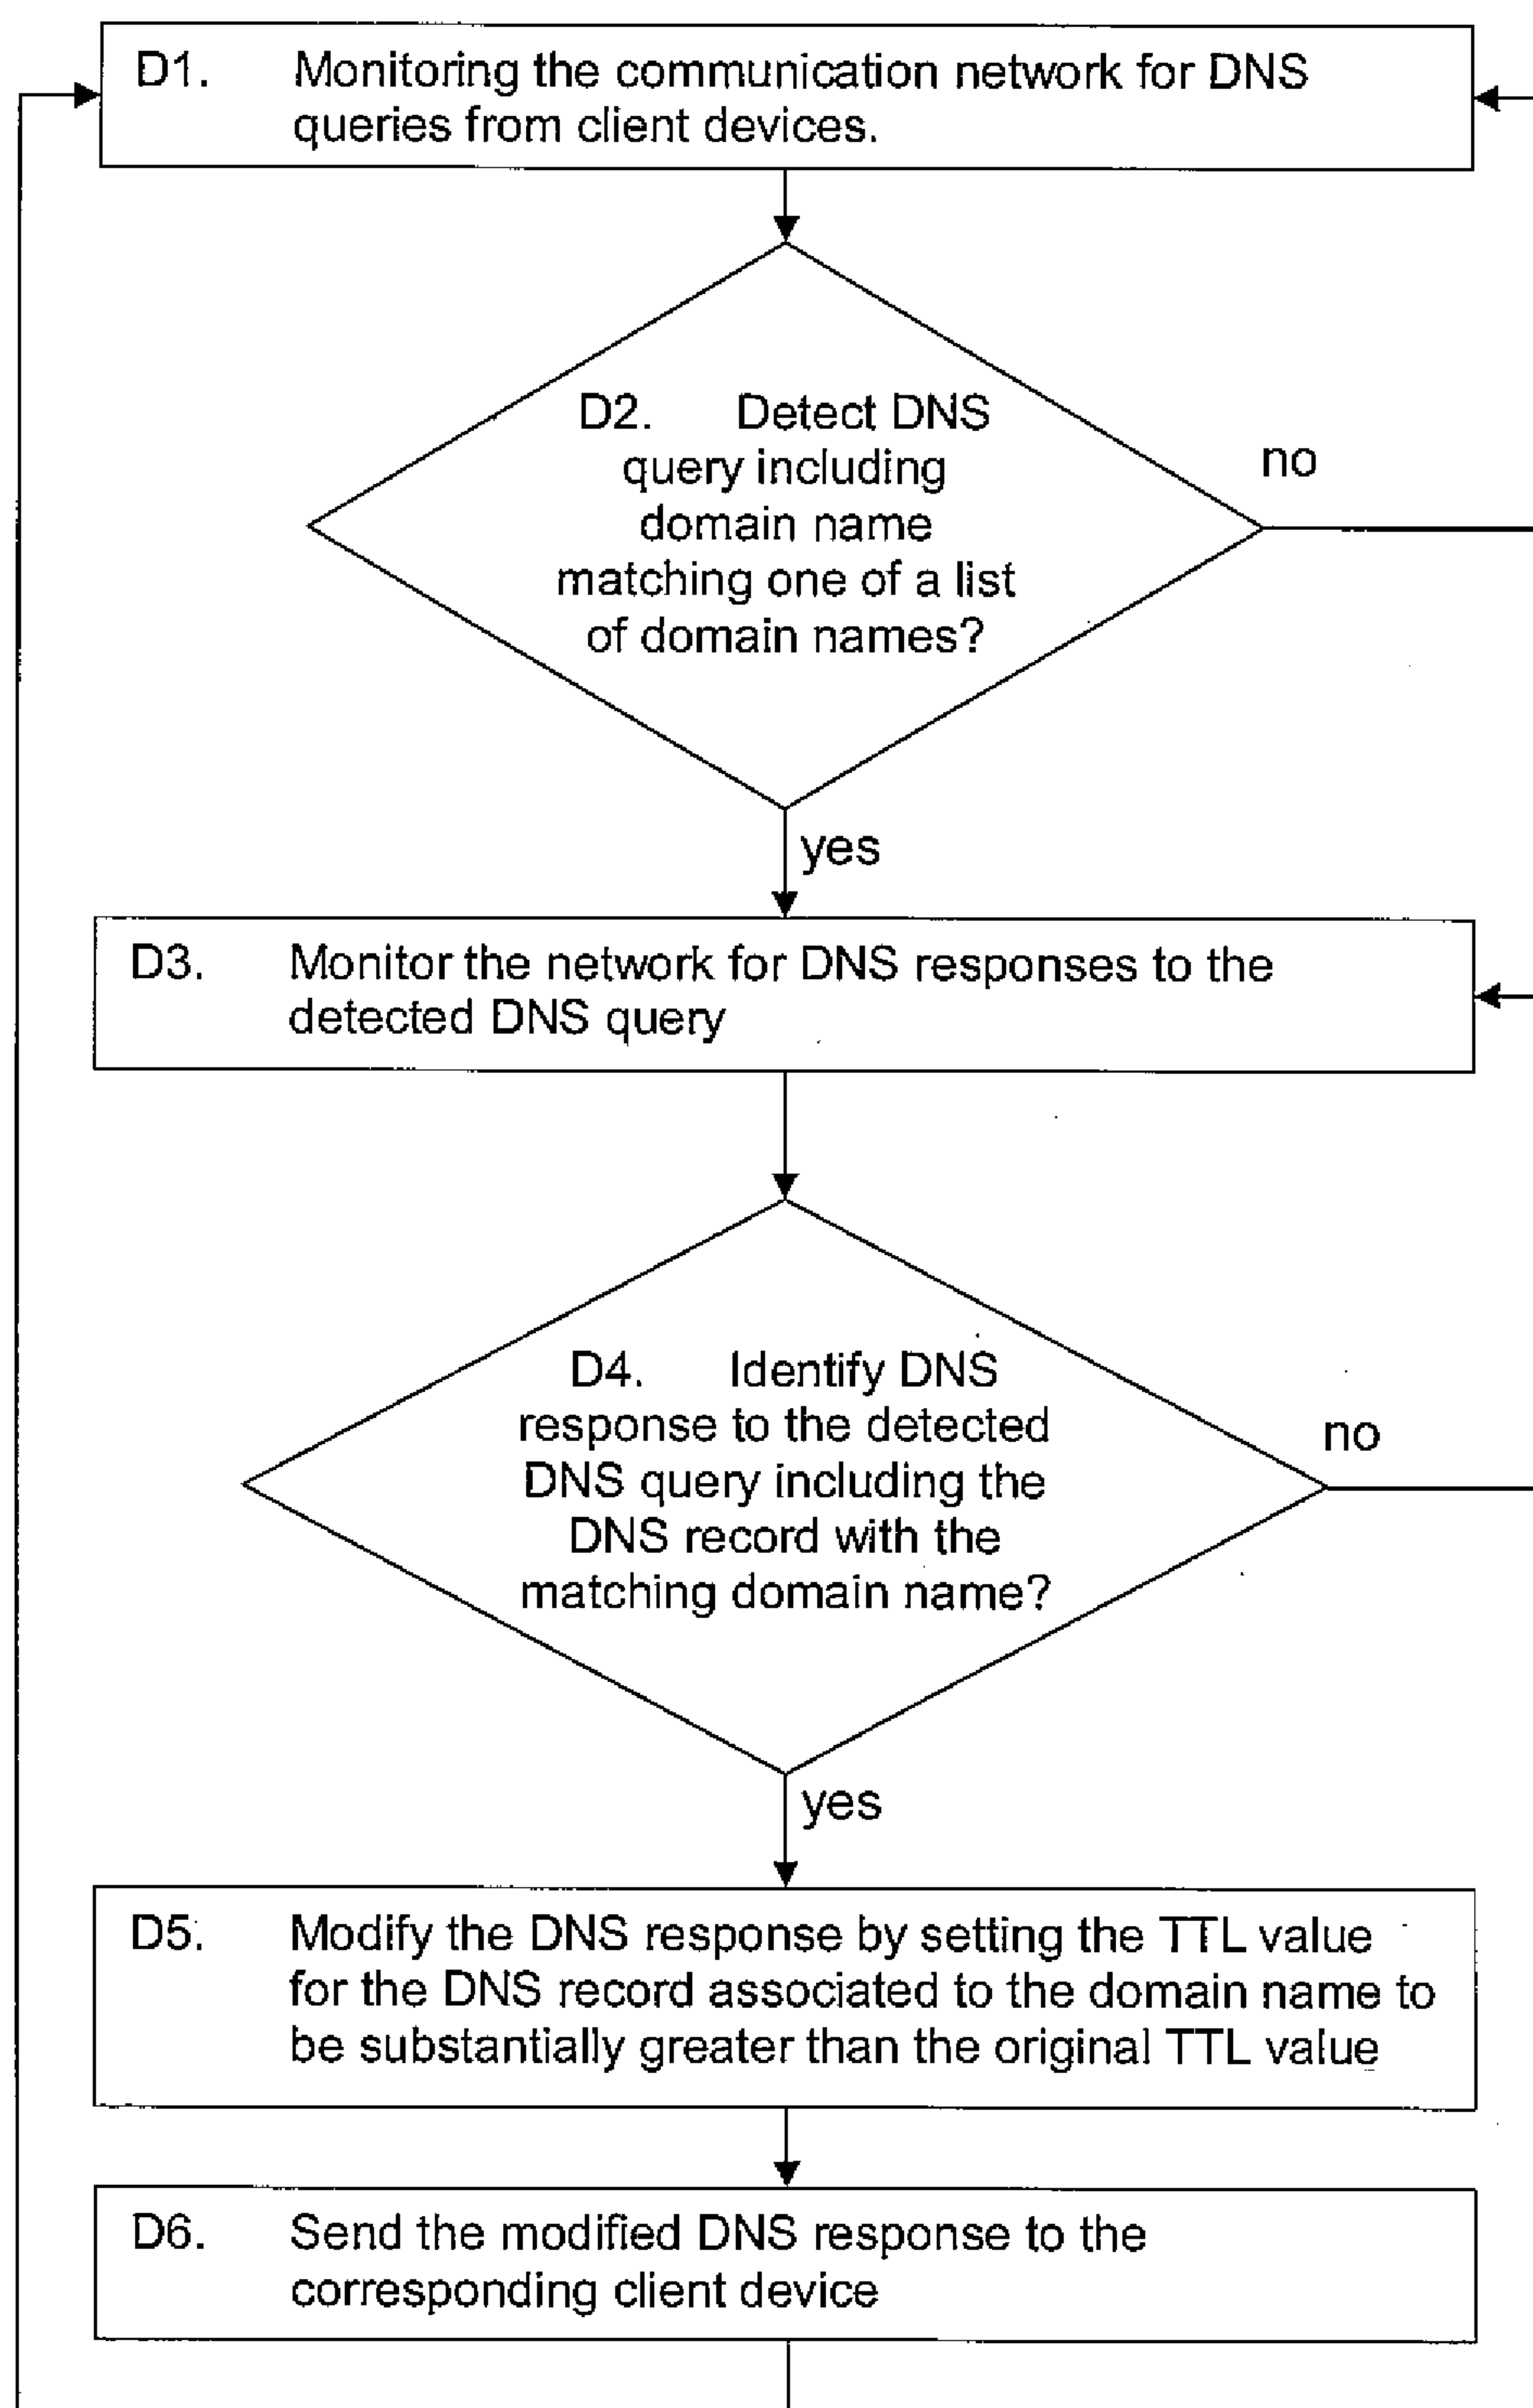 D1. Monitoring the communication network for DNS
queries from client devices.
D2. Detect DNS
query including
domain name
matching one of a list
of domain names?
no
yes
D3. Monitor the network for DNS responses to the
detected DNS query
D4. Identify DNS
response to the detected
DNS query including the
DNS record with the
matching domain name?
no
yes
D5. Modify the DNS response by setting the TTL value
for the DNS record associated to the domain name to
be substantially greater than the original TTL value
D6. Send the modified DNS response to the
corresponding client device